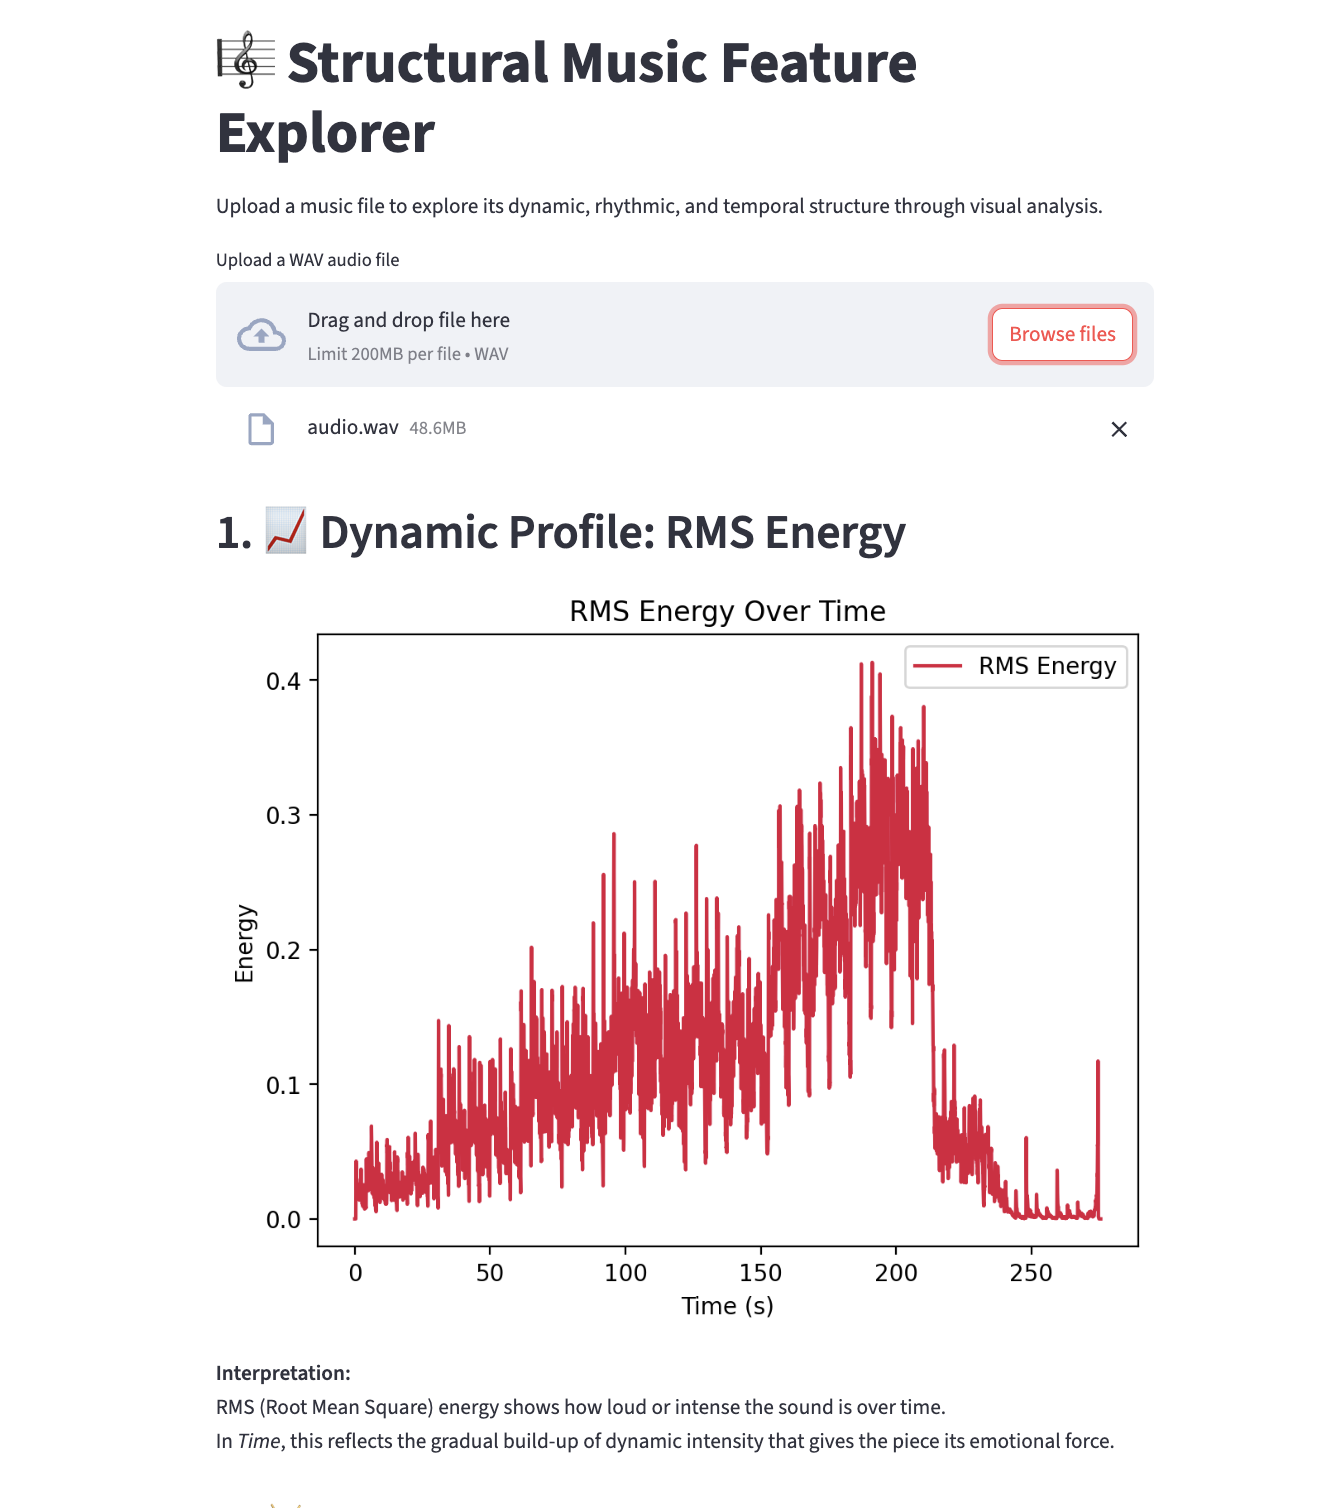 🎼 Structural Music Feature
Explorer
Upload a music file to explore its dynamic, rhythmic, and temporal structure through visual analysis.
Upload a WAV audio file
Drag and drop file here
Limit 200MB per file • WAV
Browse files
audio.wav 48.6MB
1. 📈 Dynamic Profile: RMS Energy
RMS Energy Over Time
RMS Energy
0.4
0.3
0.2
0.1
0.0
Energy
0 50 100 150 200 250
Time (s)
Interpretation:
RMS (Root Mean Square) energy shows how loud or intense the sound is over time.
In Time, this reflects the gradual build-up of dynamic intensity that gives the piece its emotional force.